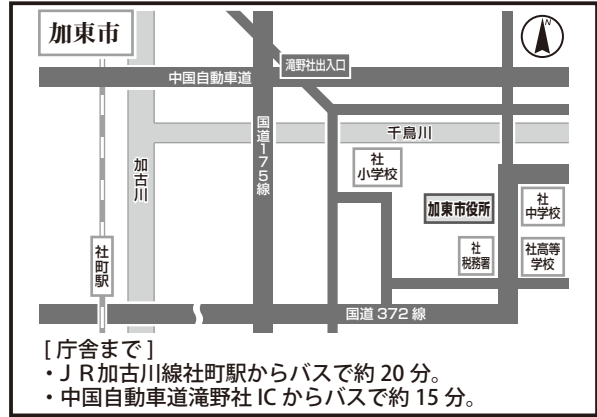 加東市
N
滝野社出入口
中国自動車道
国道175線
千鳥川
加古川
社
小学校
加東市役所
社
中学校
社町駅
社
税務署
社高等
学校
国道372線
[庁舎まで]
・JR加古川線社町駅からバスで約20分。
・中国自動車道滝野社ICからバスで約15分。